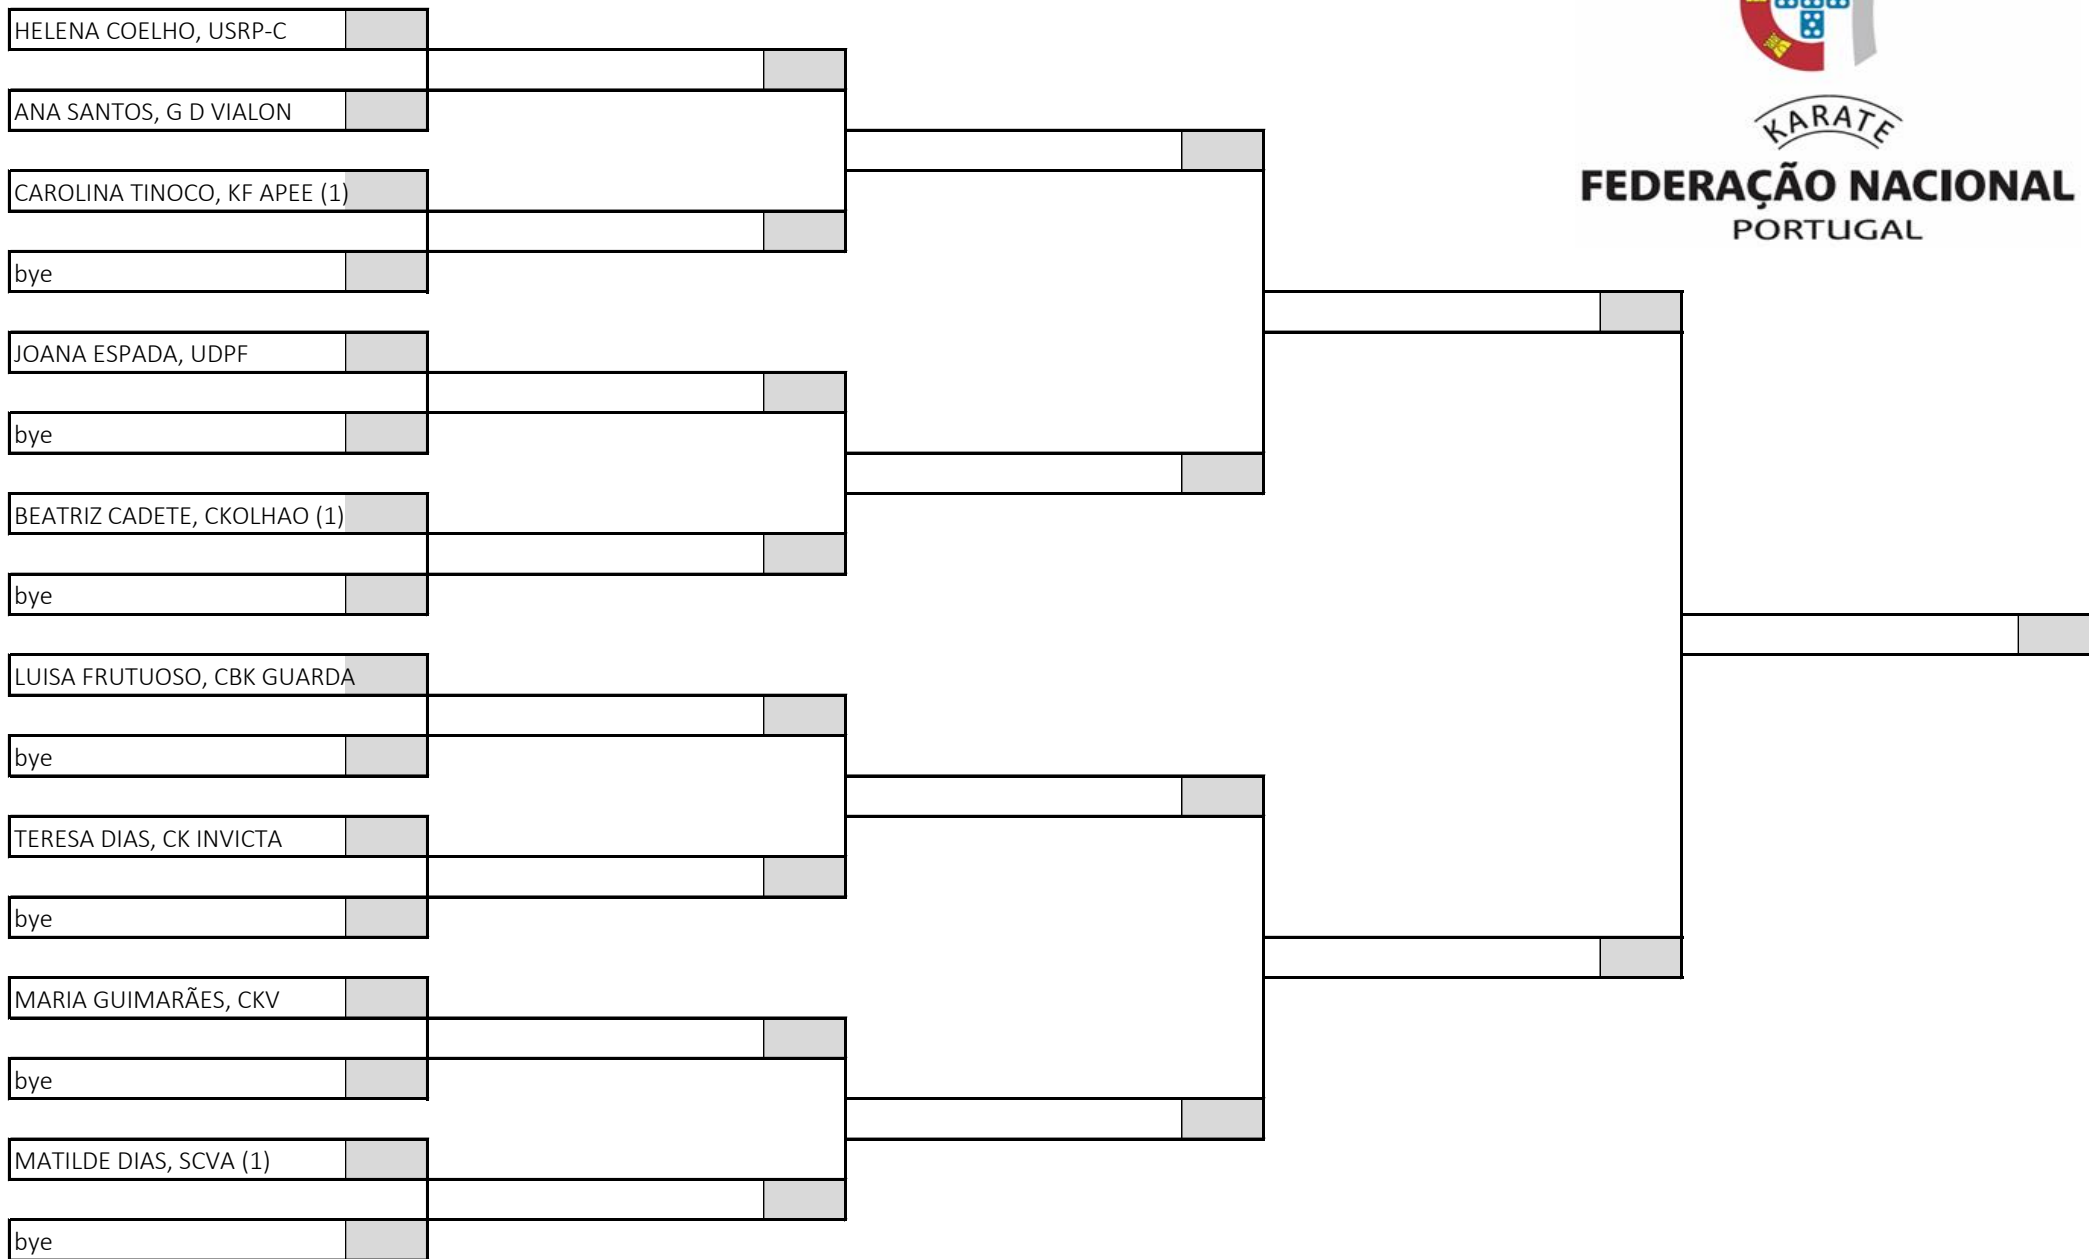 HELENA COELHO, USRP-C
ANA SANTOS, G D VIALON
CAROLINA TINOCO, KF APEE (1)
bye
JOANA ESPADA, UDPF
bye
BEATRIZ CADETE, CKOLHAO (1)
bye
LUISA FRUTUOSO, CBK GUARDA
bye
TERESA DIAS, CK INVICTA
bye
MARIA GUIMARÃES, CKV
bye
MATILDE DIAS, SCVA (1)
bye
KARATE
FEDERAÇÃO NACIONAL
PORTUGAL